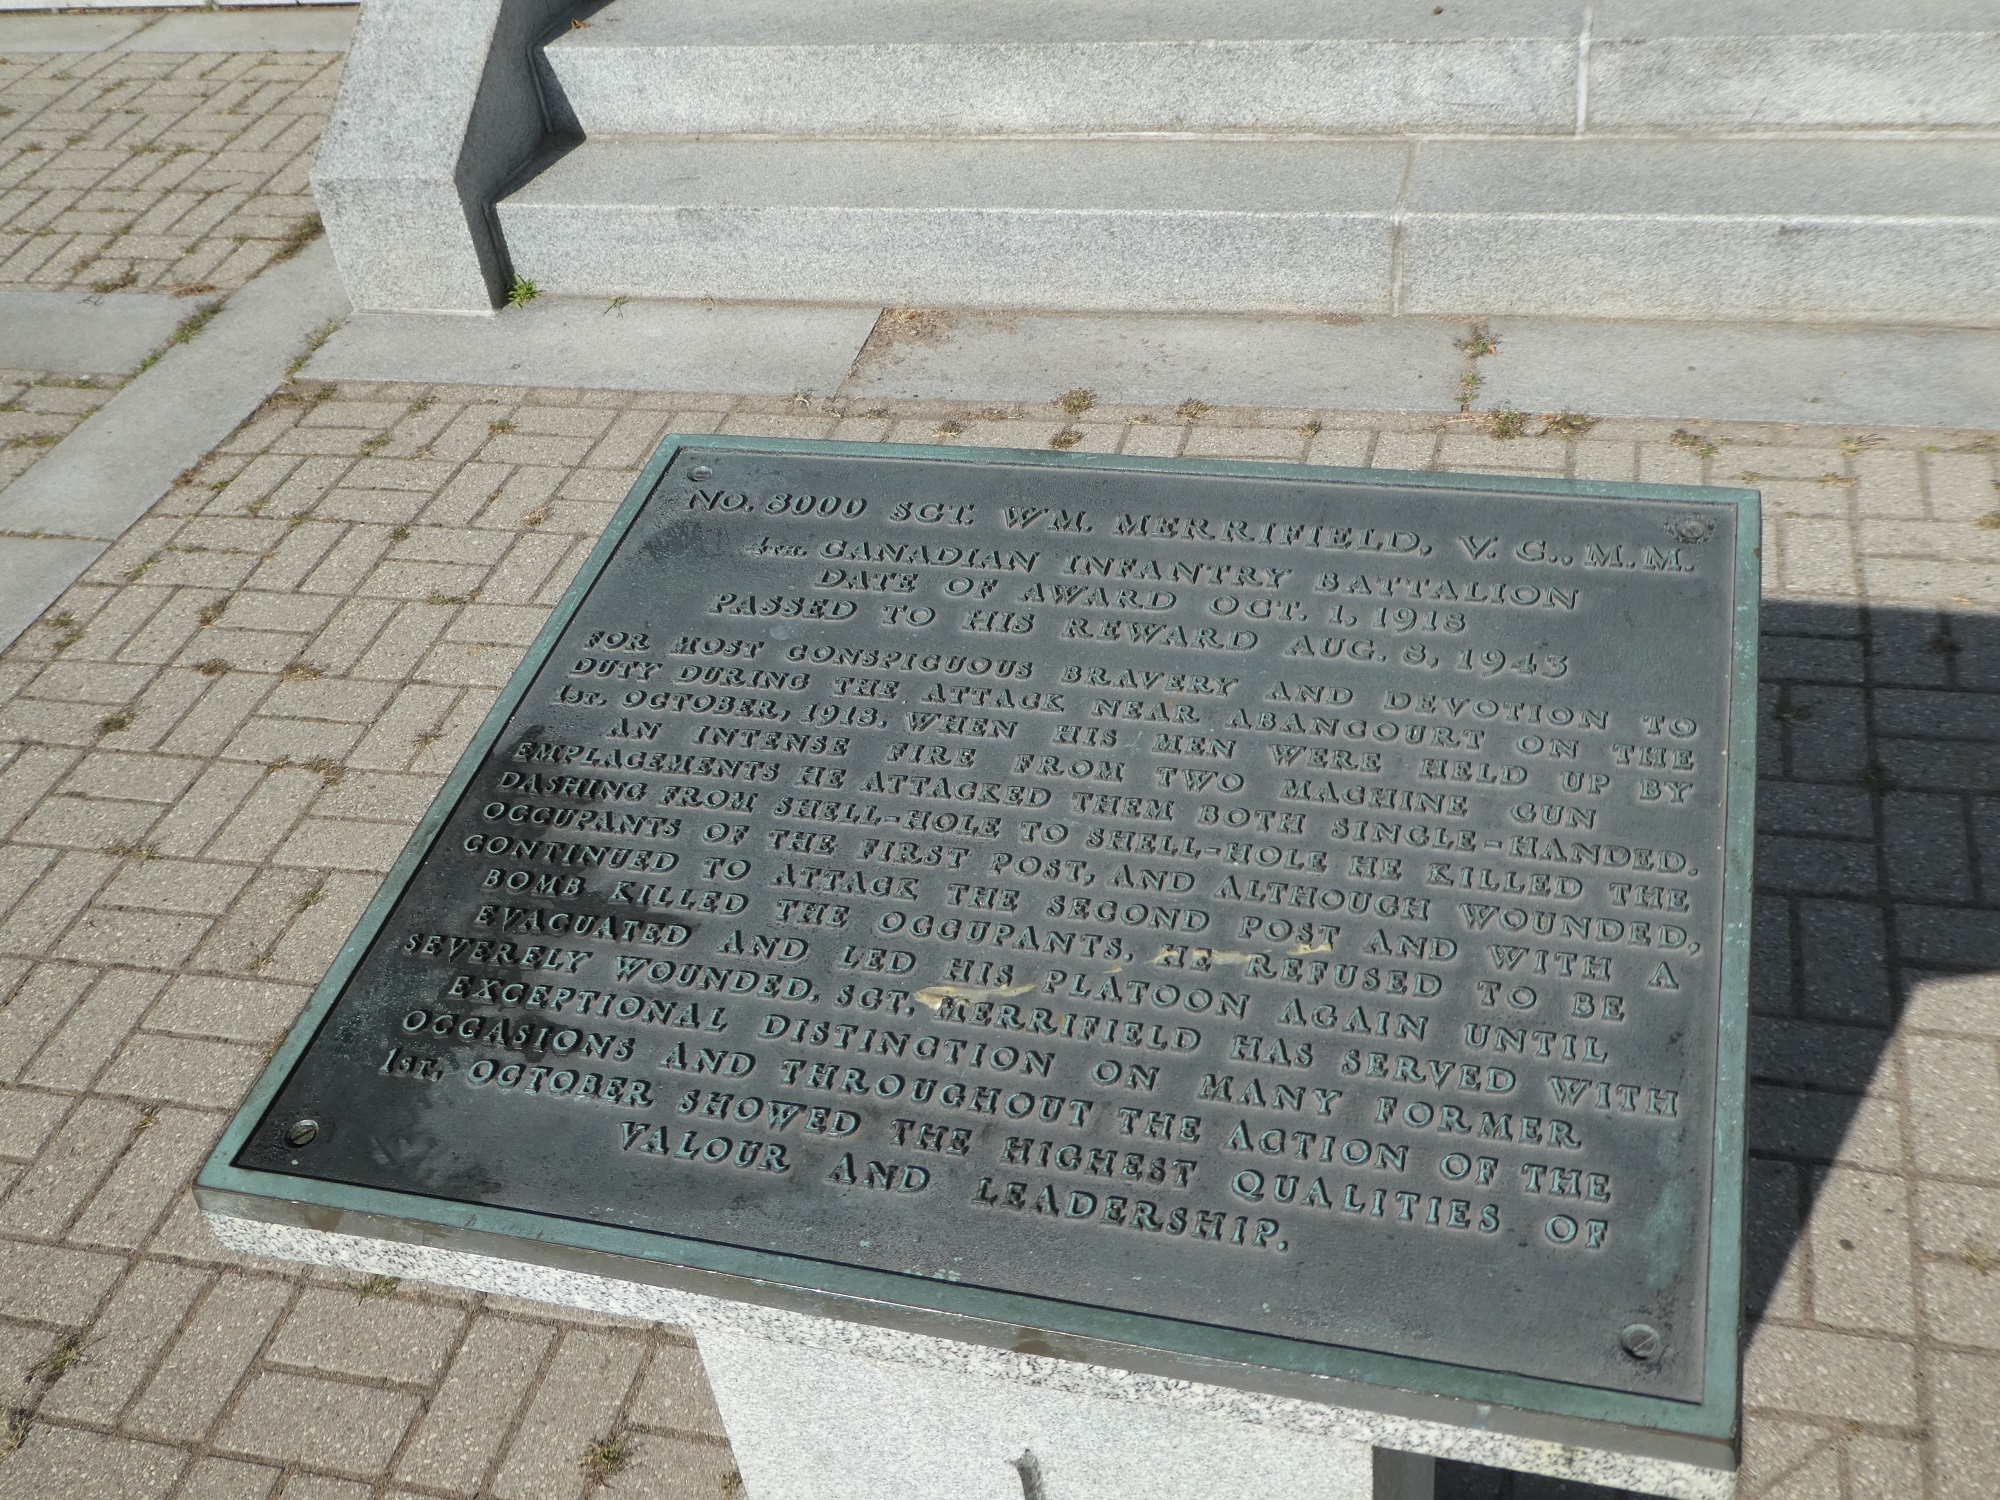 NO. 8000 SGT. WM. MERRIFIELD, V. C., M. M.
4TH. CANADIAN INFANTRY BATTALION
DATE OF AWARD OCT. 1, 1918
PASSED TO HIS REWARD AUG. 8, 1943
FOR MOST CONSPICUOUS BRAVERY AND DEVOTION TO
DUTY DURING THE ATTACK NEAR ABANCOURT ON THE
1ST. OCTOBER, 1918. WHEN HIS MEN WERE HELD UP BY
AN INTENSE FIRE FROM TWO MACHINE GUN
EMPLACEMENTS HE ATTACKED THEM BOTH SINGLE-HANDED.
DASHING FROM SHELL-HOLE TO SHELL-HOLE HE KILLED THE
OCCUPANTS OF THE FIRST POST, AND ALTHOUGH WOUNDED,
CONTINUED TO ATTACK THE SECOND POST AND WITH A
BOMB KILLED THE OCCUPANTS. HE REFUSED TO BE
EVACUATED AND LED HIS PLATOON AGAIN UNTIL
SEVERELY WOUNDED. SGT. MERRIFIELD HAS SERVED WITH
EXCEPTIONAL DISTINCTION ON MANY FORMER
OCCASIONS AND THROUGHOUT THE ACTION OF THE
1ST. OCTOBER SHOWED THE HIGHEST QUALITIES OF
VALOUR AND LEADERSHIP.